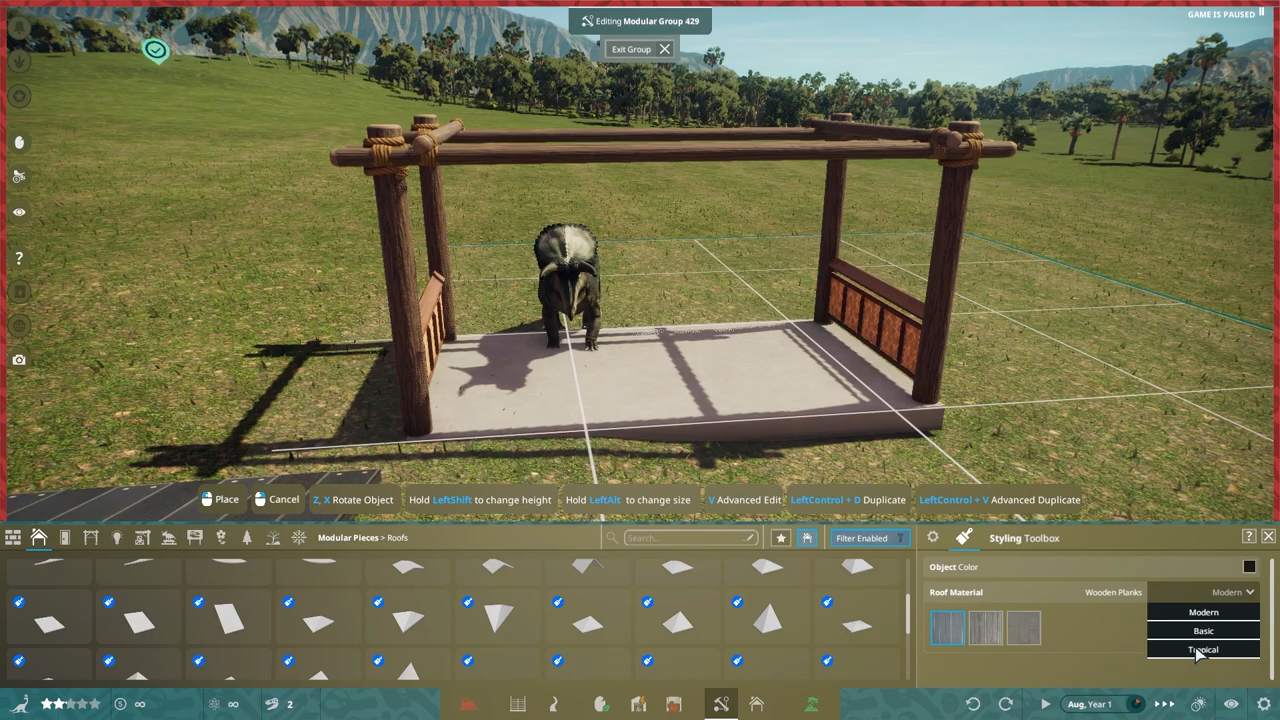 Editing Modular Group 429
GAME IS PAUSED
Exit Group
Place
Cancel
Z, X Rotate Object
Hold LeftShift to change height
Hold LeftAlt to change size
V Advanced Edit
LeftControl + D Duplicate
LeftControl + V Advanced Duplicate
Modular Pieces > Roofs
Search...
Filter Enabled
Styling Toolbox
?
Object Color
Roof Material
Wooden Planks
Modern
Modern
Basic
Tropical
∞
∞
2
Aug, Year 1